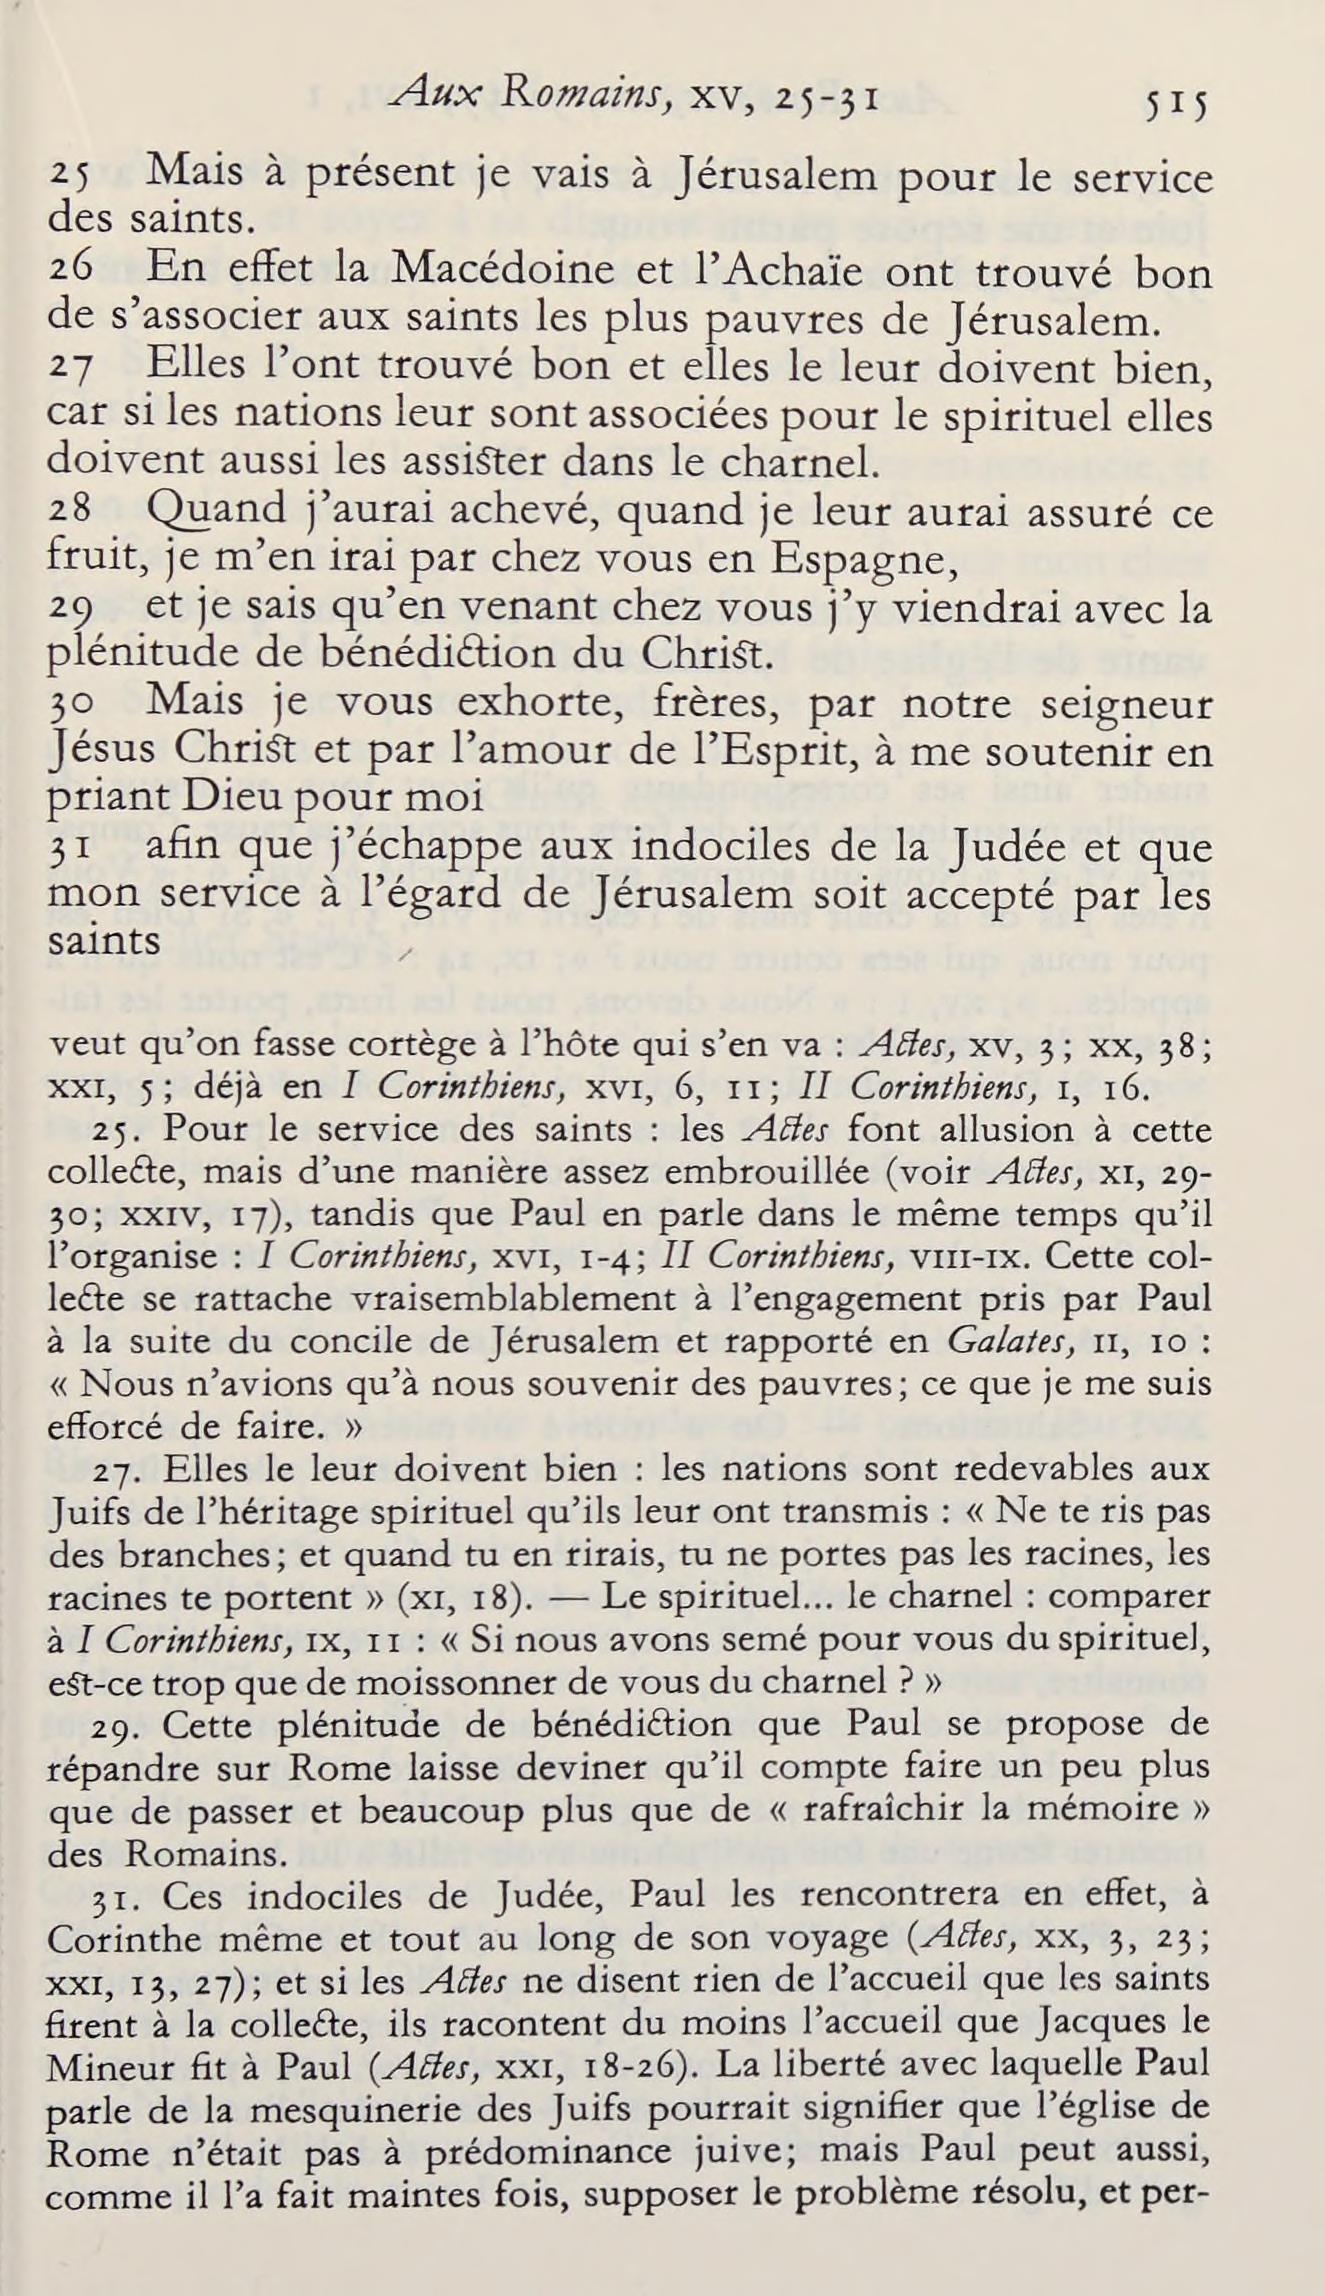 Aux Romains, XV, 25-31 515
25 Mais à présent je vais à Jérusalem pour le service
des saints.
26 En effet la Macédoine et l’Achaïe ont trouvé bon
de s’associer aux saints les plus pauvres de Jérusalem.
27 Elles l’ont trouvé bon et elles le leur doivent bien,
car si les nations leur sont associées pour le spirituel elles
doivent aussi les assister dans le charnel.
28 Quand j’aurai achevé, quand je leur aurai assuré ce
fruit, je m’en irai par chez vous en Espagne,
29 et je sais qu’en venant chez vous j’y viendrai avec la
plénitude de bénédiction du Christ.
30 Mais je vous exhorte, frères, par notre seigneur
Jésus Christ et par l’amour de l’Esprit, à me soutenir en
priant Dieu pour moi
31 afin que j’échappe aux indociles de la Judée et que
mon service à l’égard de Jérusalem soit accepté par les
saints
veut qu’on fasse cortège à l’hôte qui s’en va : Actes, XV, 3 ; XX, 38 ;
XXI, 5 ; déjà en I Corinthiens, XVI, 6, 11 ; II Corinthiens, I, 16.
25. Pour le service des saints : les Actes font allusion à cette
collecte, mais d’une manière assez embrouillée (voir Actes, XI, 29-
30; XXIV, 17), tandis que Paul en parle dans le même temps qu’il
l’organise : I Corinthiens, XVI, 1-4; II Corinthiens, VIII-IX. Cette col-
lecte se rattache vraisemblablement à l’engagement pris par Paul
à la suite du concile de Jérusalem et rapporté en Galates, II, 10 :
« Nous n’avions qu’à nous souvenir des pauvres ; ce que je me suis
efforcé de faire. »
27. Elles le leur doivent bien : les nations sont redevables aux
Juifs de l’héritage spirituel qu’ils leur ont transmis : « Ne te ris pas
des branches ; et quand tu en rirais, tu ne portes pas les racines, les
racines te portent » (XI, 18). — Le spirituel... le charnel : comparer
à I Corinthiens, IX, 11 : « Si nous avons semé pour vous du spirituel,
est-ce trop que de moissonner de vous du charnel ? »
29. Cette plénitude de bénédiction que Paul se propose de
répandre sur Rome laisse deviner qu’il compte faire un peu plus
que de passer et beaucoup plus que de « rafraîchir la mémoire »
des Romains.
31. Ces indociles de Judée, Paul les rencontrera en effet, à
Corinthe même et tout au long de son voyage (Actes, XX, 3, 23 ;
XXI, 13, 27) ; et si les Actes ne disent rien de l’accueil que les saints
firent à la collecte, ils racontent du moins l’accueil que Jacques le
Mineur fit à Paul (Actes, XXI, 18-26). La liberté avec laquelle Paul
parle de la mesquinerie des Juifs pourrait signifier que l’église de
Rome n’était pas à prédominance juive; mais Paul peut aussi,
comme il l’a fait maintes fois, supposer le problème résolu, et per-